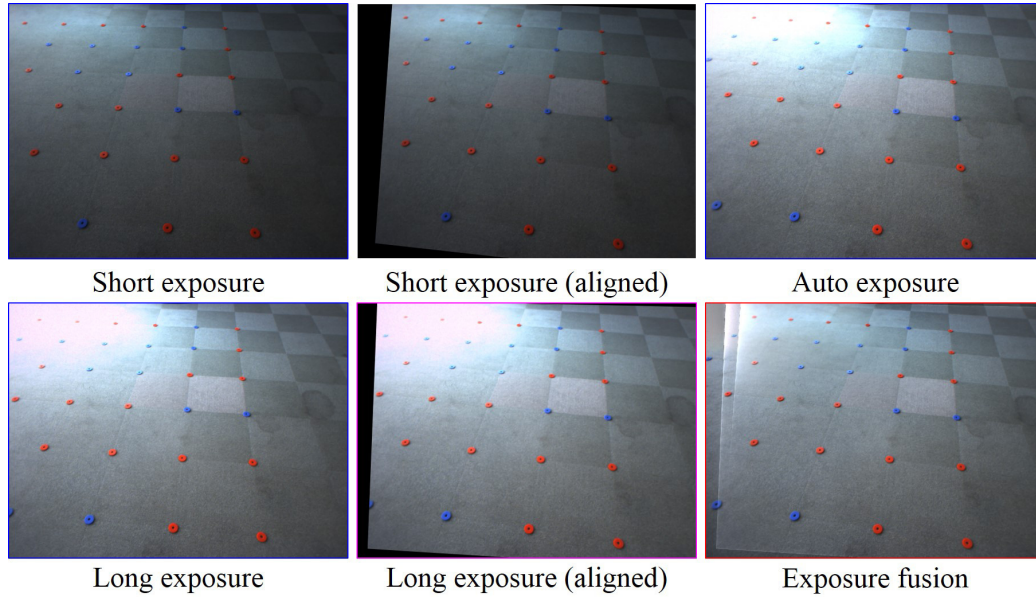 Short exposure
Short exposure (aligned)
Auto exposure
Long exposure
Long exposure (aligned)
Exposure fusion